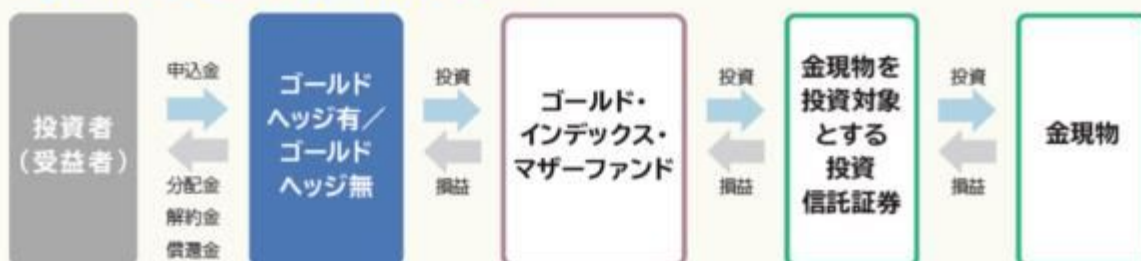 投資者
（受益者）
申込金
分配金
解約金
償還金
ゴールド
ヘッジ有／
ゴールド
ヘッジ無
投資
損益
ゴールド・
インデックス・
マザーファンド
投資
損益
金現物を
投資対象
とする
投資
信託証券
投資
損益
金現物